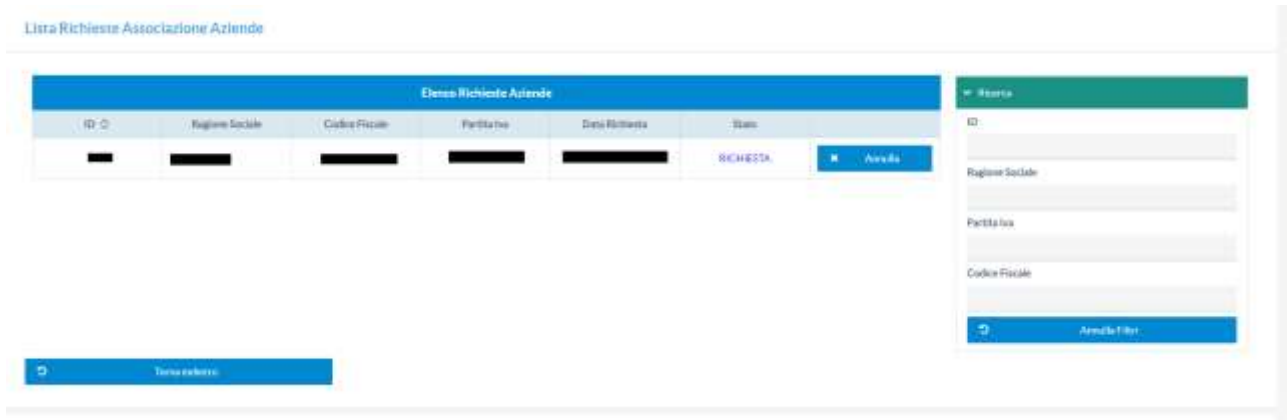 Lista Richieste Associazione Aziende
Elenco Richieste Aziende
ID Ragione Sociale Codice Fiscale Partita Iva Data Richiesta Stato
RICHIESTA Annulla
Ricerca
ID
Ragione Sociale
Partita Iva
Codice Fiscale
Annulla Filtri
Torna indietro